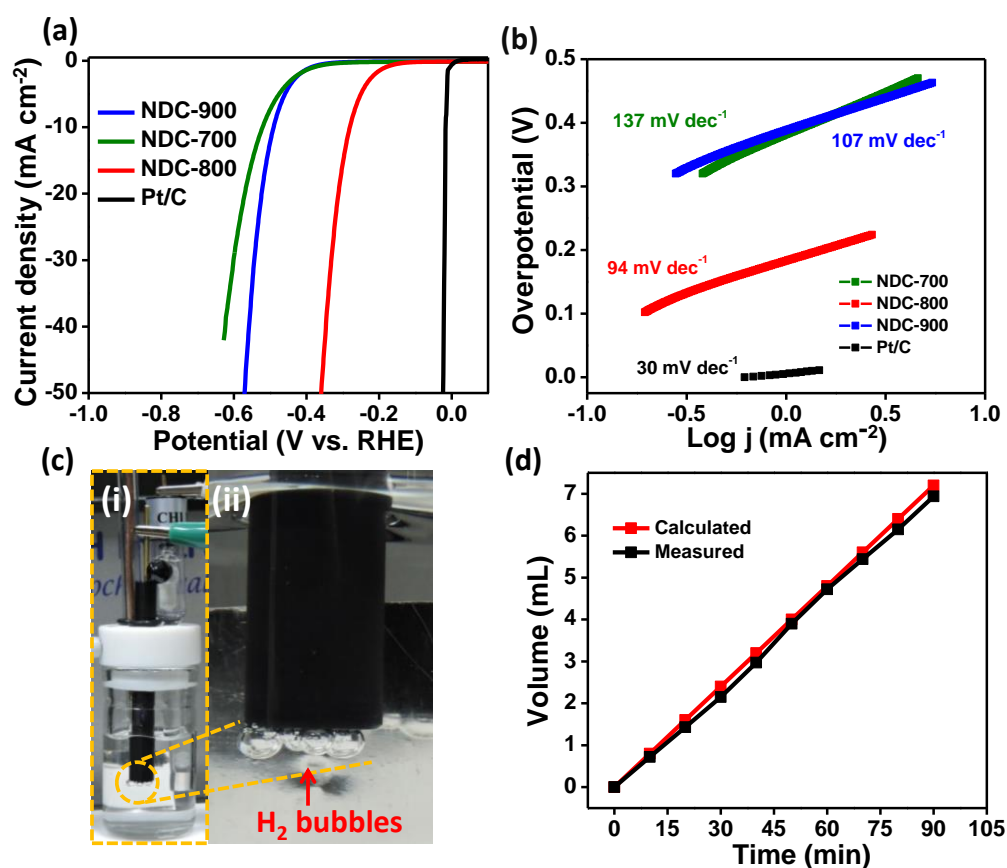 (a)
Current density (mA cm⁻²)
0
-10
-20
-30
-40
-50
NDC-900
NDC-700
NDC-800
Pt/C
-1.0 -0.8 -0.6 -0.4 -0.2 0.0
Potential (V vs. RHE)
(b)
Overpotential (V)
0.5
0.4
0.3
0.2
0.1
0.0
137 mV dec⁻¹
107 mV dec⁻¹
94 mV dec⁻¹
30 mV dec⁻¹
NDC-700
NDC-800
NDC-900
Pt/C
-1.0 -0.5 0.0 0.5 1.0
Log j (mA cm⁻²)
(c)
(i)
CHI
(ii)
H₂ bubbles
(d)
Volume (mL)
7
6
5
4
3
2
1
0
Calculated
Measured
0 15 30 45 60 75 90 105
Time (min)